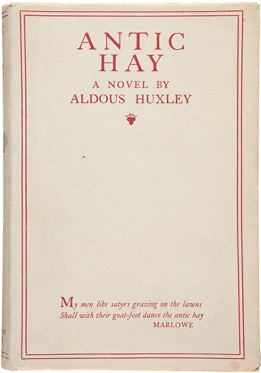 ANTIC
HAY
A NOVEL BY
ALDOUS HUXLEY
My men like satyrs grazing on the lawns
Shall with their goat-feet dance the antic hay
MARLOWE